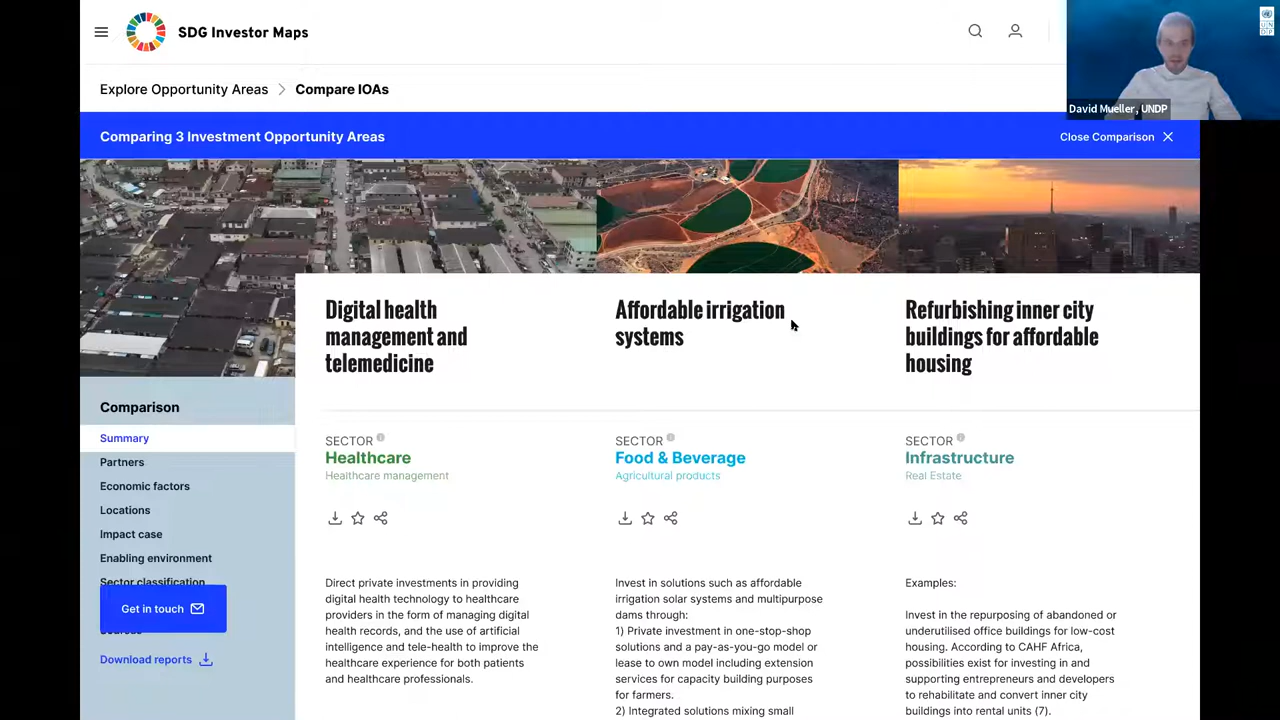 SDG Investor Maps
David Mueller, UNDP
UN
DP
Explore Opportunity Areas > Compare IOAs
Comparing 3 Investment Opportunity Areas
Close Comparison
Digital health
management and
telemedicine
Affordable irrigation
systems
Refurbishing inner city
buildings for affordable
housing
Comparison
Summary
Partners
Economic factors
Locations
Impact case
Enabling environment
Sector classification
Get in touch
Download reports
SECTOR
Healthcare
Healthcare management
Direct private investments in providing
digital health technology to healthcare
providers in the form of managing digital
health records, and the use of artificial
intelligence and tele-health to improve the
healthcare experience for both patients
and healthcare professionals.
SECTOR
Food & Beverage
Agricultural products
Invest in solutions such as affordable
irrigation solar systems and multipurpose
dams through:
1) Private investment in one-stop-shop
solutions and a pay-as-you-go model or
lease to own model including extension
services for capacity building purposes
for farmers.
2) Integrated solutions mixing small
SECTOR
Infrastructure
Real Estate
Examples:
Invest in the repurposing of abandoned or
underutilised office buildings for low-cost
housing. According to CAHF Africa,
possibilities exist for investing in and
supporting entrepreneurs and developers
to rehabilitate and convert inner city
buildings into rental units (7).